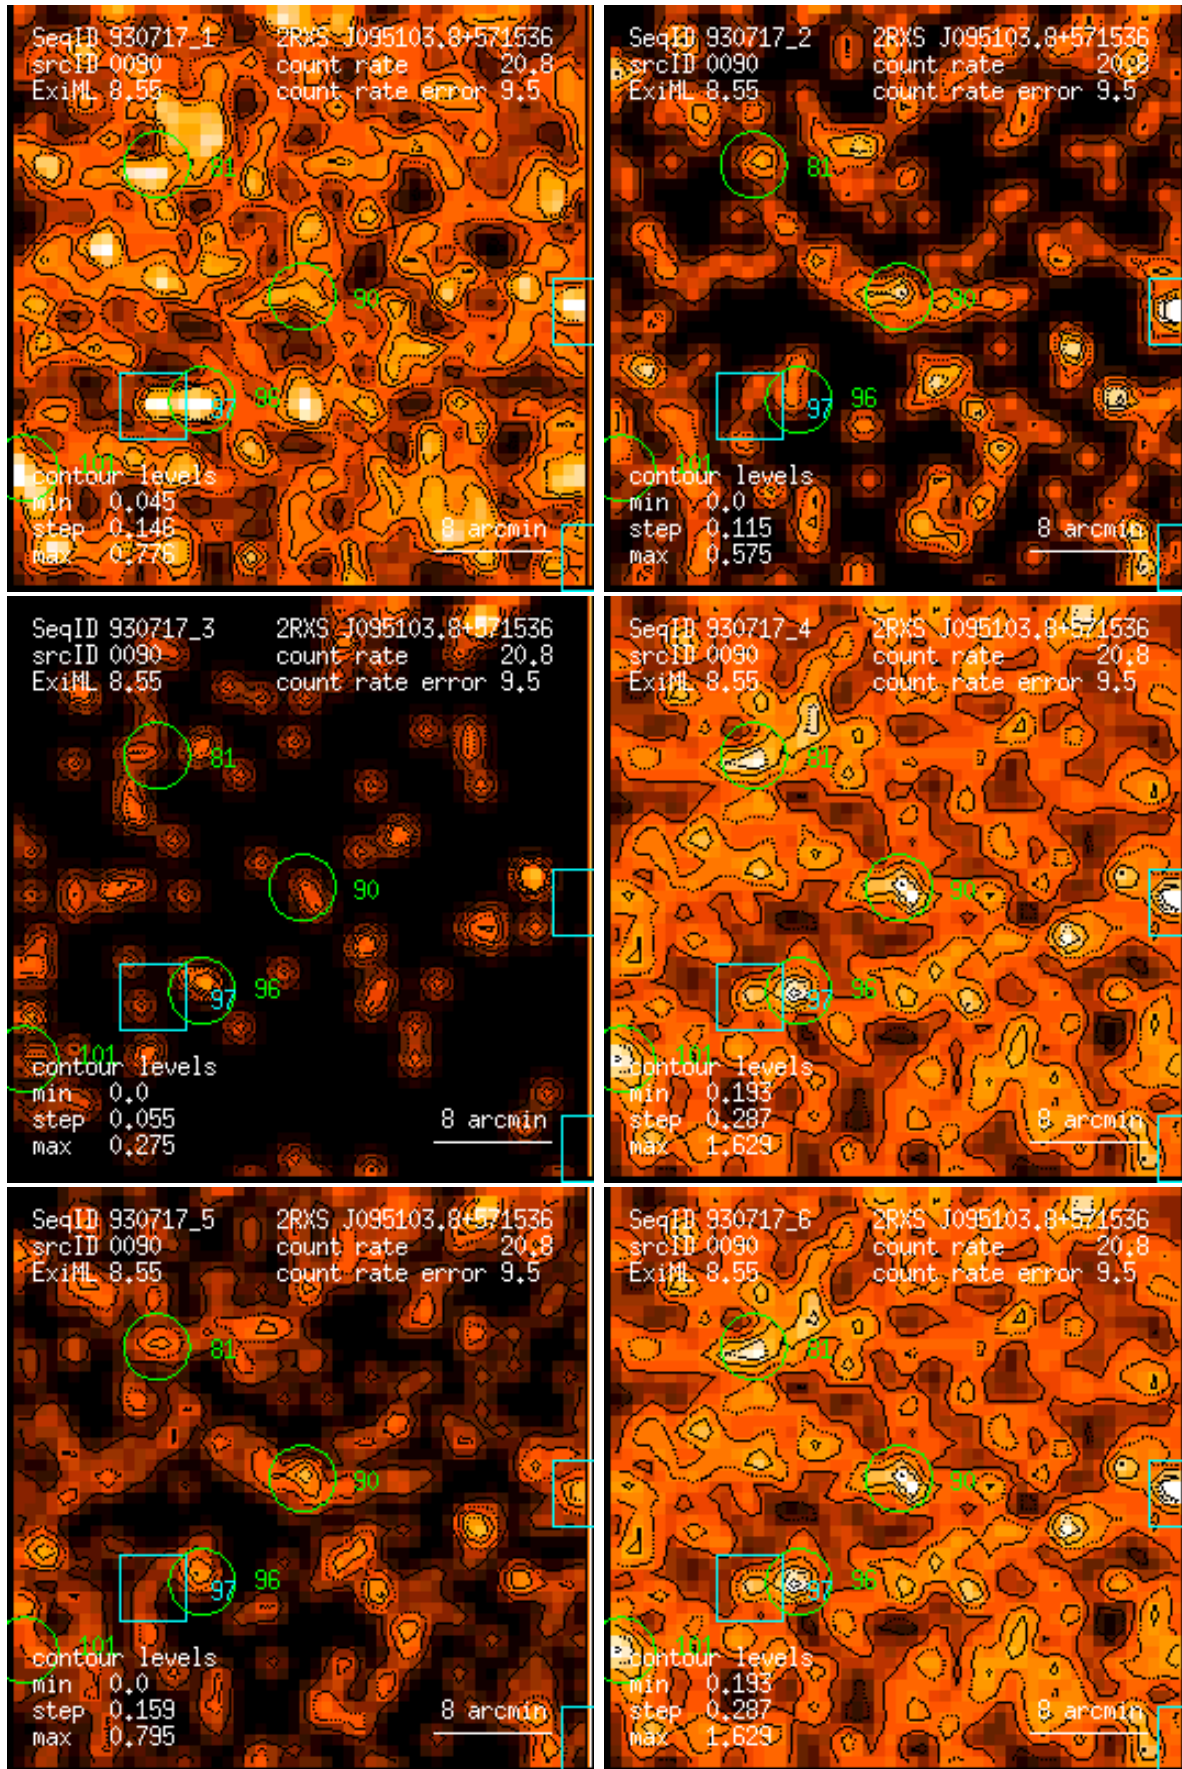 SeqID 930717_1 2RXS J095103.8+571536
srcID 0090 count rate 20.8
ExiML 8.55 count rate error 9.5
81
90
96
97
101
contour levels
min 0.045
step 0.146 8 arcmin
max 0.776
SeqID 930717_2 2RXS J095103.8+571536
srcID 0090 count rate 20.8
ExiML 8.55 count rate error 9.5
81
90
96
97
101
contour levels
min 0.0
step 0.115 8 arcmin
max 0.575
SeqID 930717_3 2RXS J095103.8+571536
srcID 0090 count rate 20.8
ExiML 8.55 count rate error 9.5
81
90
96
97
101
contour levels
min 0.0
step 0.055 8 arcmin
max 0.275
SeqID 930717_4 2RXS J095103.8+571536
srcID 0090 count rate 20.8
ExiML 8.55 count rate error 9.5
81
90
96
97
101
contour levels
min 0.193
step 0.287 8 arcmin
max 1.629
SeqID 930717_5 2RXS J095103.8+571536
srcID 0090 count rate 20.8
ExiML 8.55 count rate error 9.5
81
90
96
97
101
contour levels
min 0.0
step 0.159 8 arcmin
max 0.795
SeqID 930717_6 2RXS J095103.8+571536
srcID 0090 count rate 20.8
ExiML 8.55 count rate error 9.5
81
90
96
97
101
contour levels
min 0.193
step 0.287 8 arcmin
max 1.629